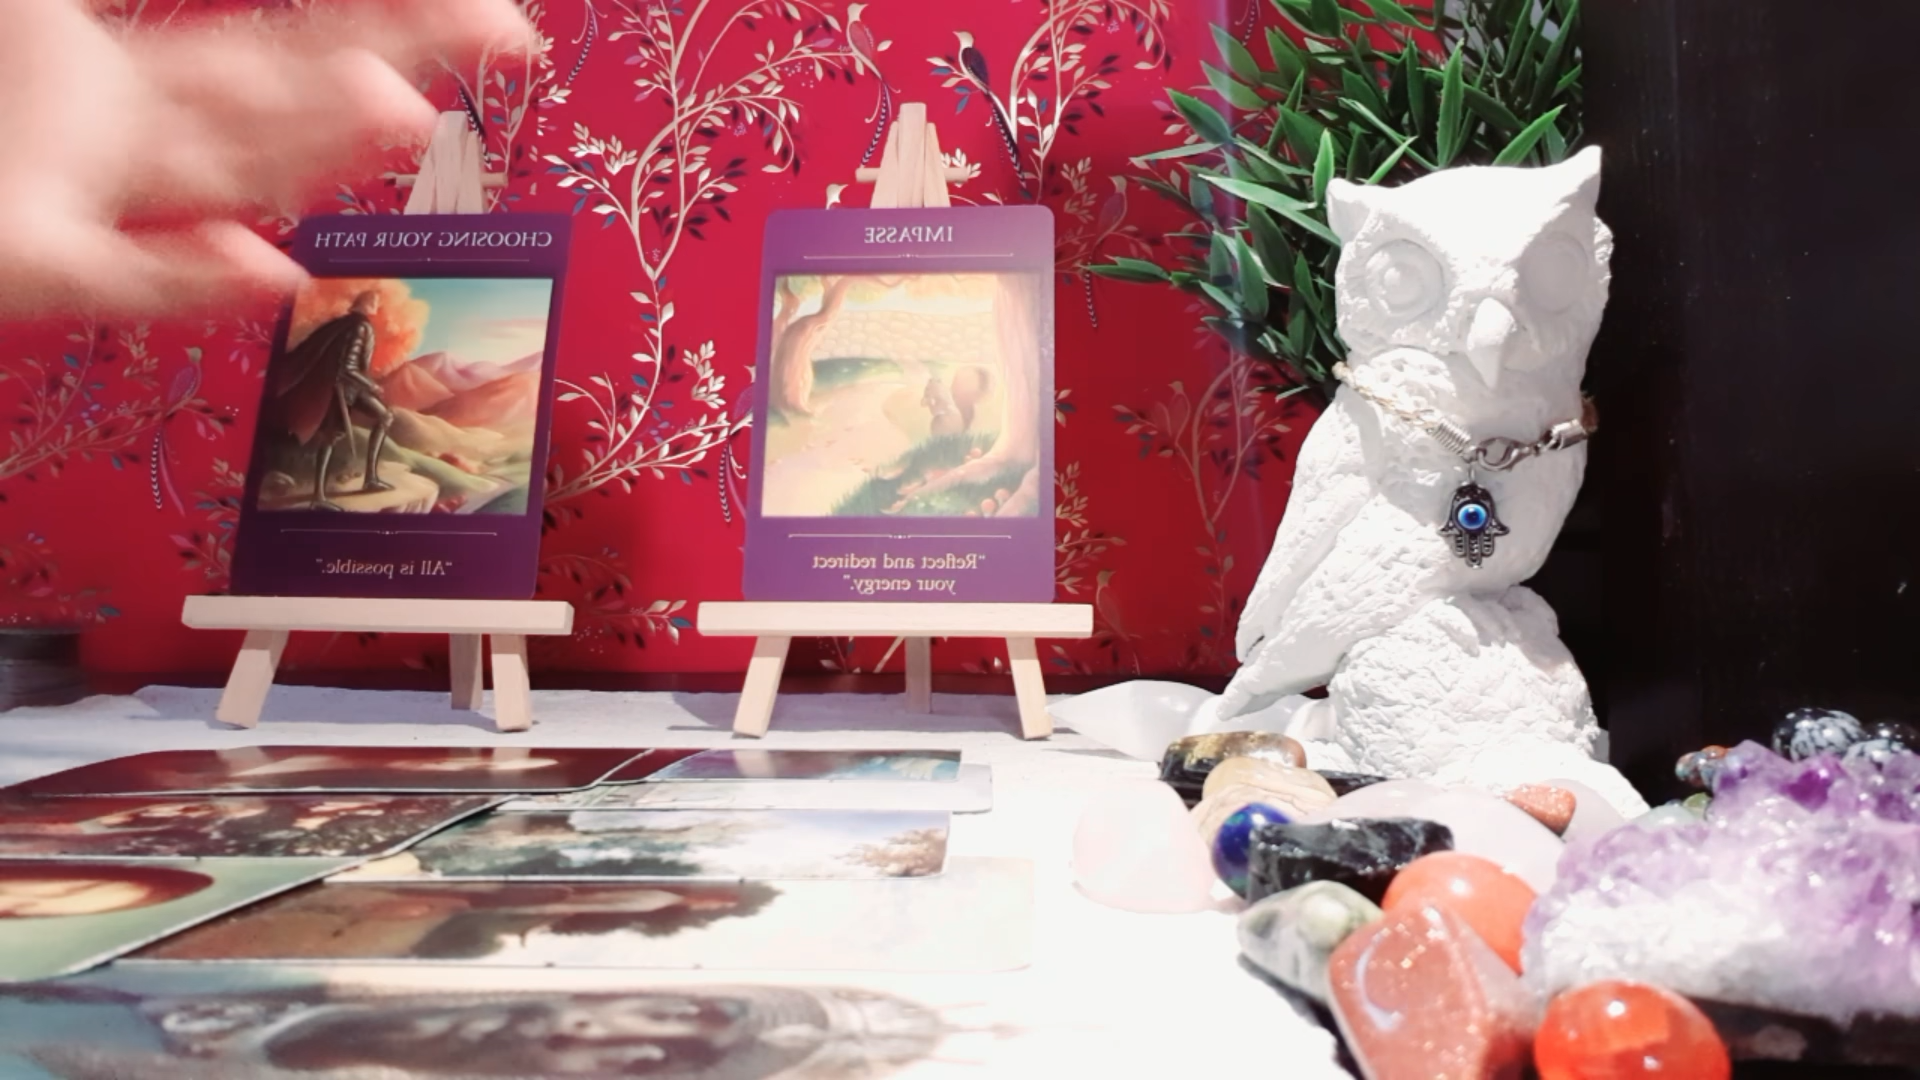 CHOOSING YOUR PATH
"All is possible."
IMPASSE
"Reflect and redirect
your energy."